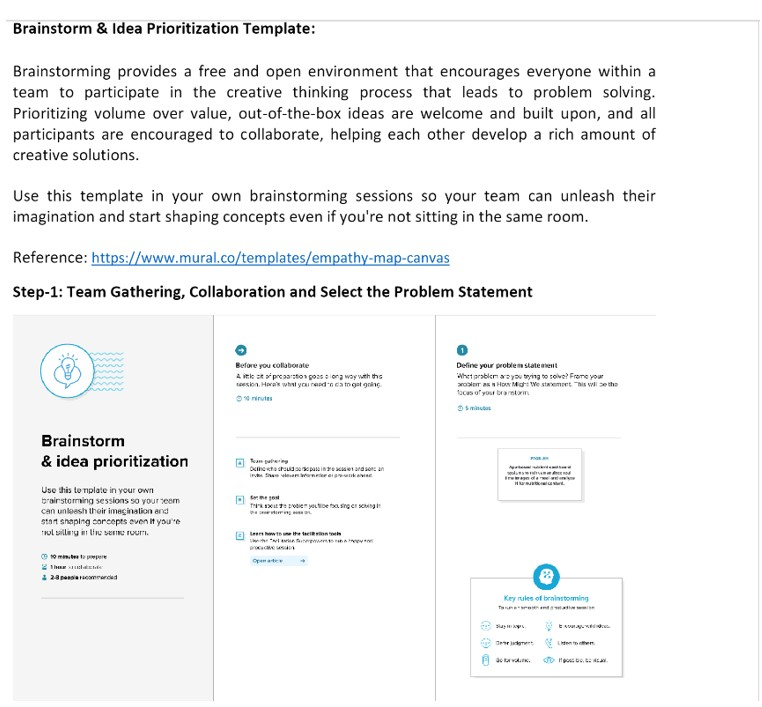 Brainstorm & Idea Prioritization Template:
Brainstorming provides a free and open environment that encourages everyone within a
team to participate in the creative thinking process that leads to problem solving.
Prioritizing volume over value, out-of-the-box ideas are welcome and built upon, and all
participants are encouraged to collaborate, helping each other develop a rich amount of
creative solutions.
Use this template in your own brainstorming sessions so your team can unleash their
imagination and start shaping concepts even if you're not sitting in the same room.
Reference: https://www.mural.co/templates/empathy-map-canvas
Step-1: Team Gathering, Collaboration and Select the Problem Statement
Brainstorm
& idea prioritization
Use this template in your own
brainstorming sessions so your team
can unleash their imagination and
start shaping concepts even if you're
not sitting in the same room.
10 minutes to prepare
1 hour to collaborate
2-8 people recommended
Before you collaborate
A little bit of preparation goes a long way with this
session. Here's what you need to do to get going.
10 minutes
A
Team gathering
Define who should participate in the session and send an
invite. Share relevant information or pre-work ahead.
B
Set the goal
Think about the problem you'll be focusing on solving in
the brainstorming session.
C
Learn how to use the facilitation tools
Use the Facilitation Superpowers to run a happy and
productive session.
Open article
1
Define your problem statement
What problem are you trying to solve? Frame your
problem as a How Might We statement. This will be the
focus of your brainstorm.
5 minutes
PROBLEM
Key rules of brainstorming
To run a smooth and productive session
Stay in topic.
Encourage wild ideas.
Defer judgment.
Listen to others.
Go for volume.
If possible, be visual.